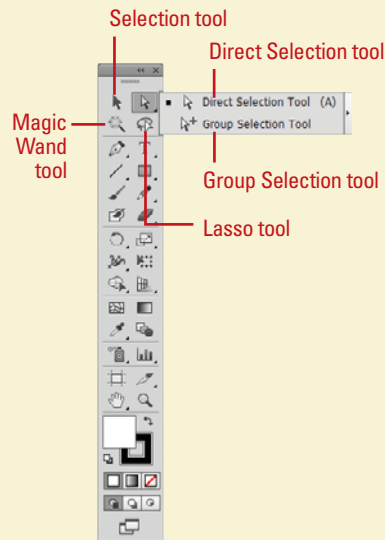 Selection tool
Direct Selection tool
Direct Selection Tool (A)
Group Selection Tool
Magic
Wand
tool
Group Selection tool
Lasso tool